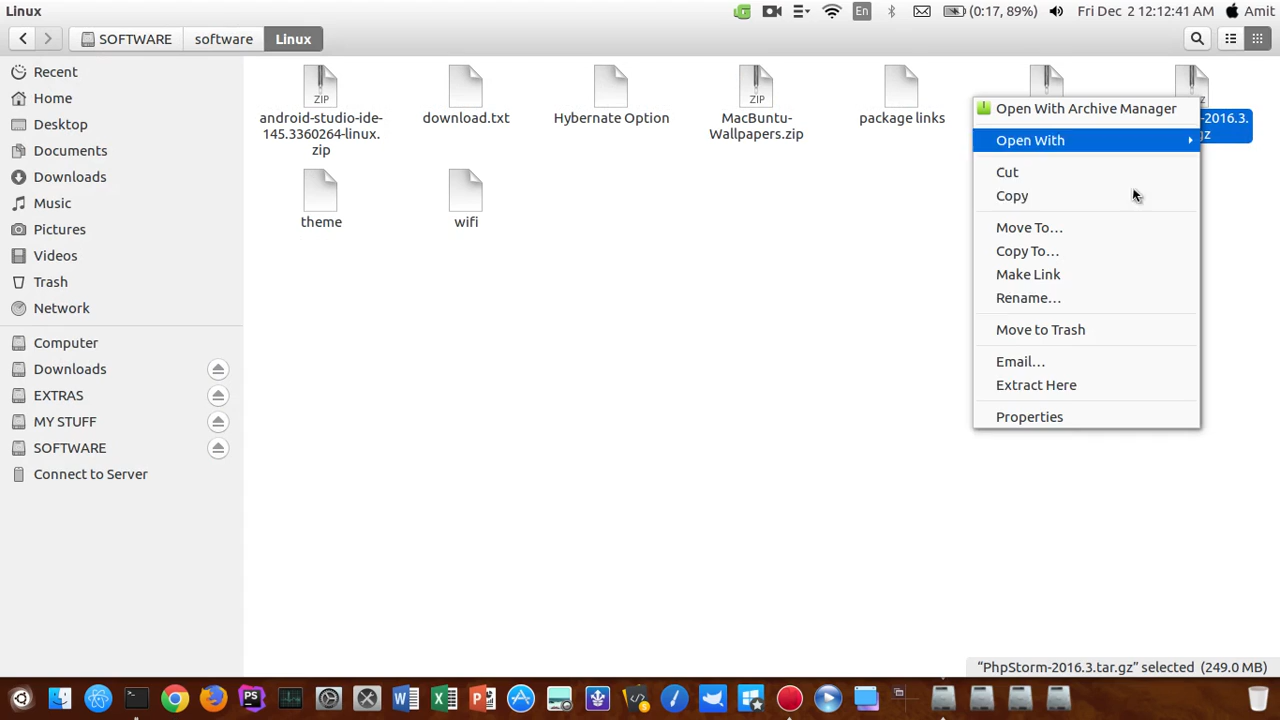 Linux
En
(0:17, 89%)
Fri Dec 2 12:12:41 AM
Amit
SOFTWARE
software
Linux
Recent
Home
Desktop
Documents
Downloads
Music
Pictures
Videos
Trash
Network
Computer
Downloads
EXTRAS
MY STUFF
SOFTWARE
Connect to Server
ZIP
android-studio-ide-
145.3360264-linux.
zip
download.txt
Hybernate Option
ZIP
MacBuntu-
Wallpapers.zip
package links
-2016.3.
gz
theme
wifi
Open With Archive Manager
Open With
Cut
Copy
Move To…
Copy To…
Make Link
Rename…
Move to Trash
Email…
Extract Here
Properties
“PhpStorm-2016.3.tar.gz” selected (249.0 MB)
PS